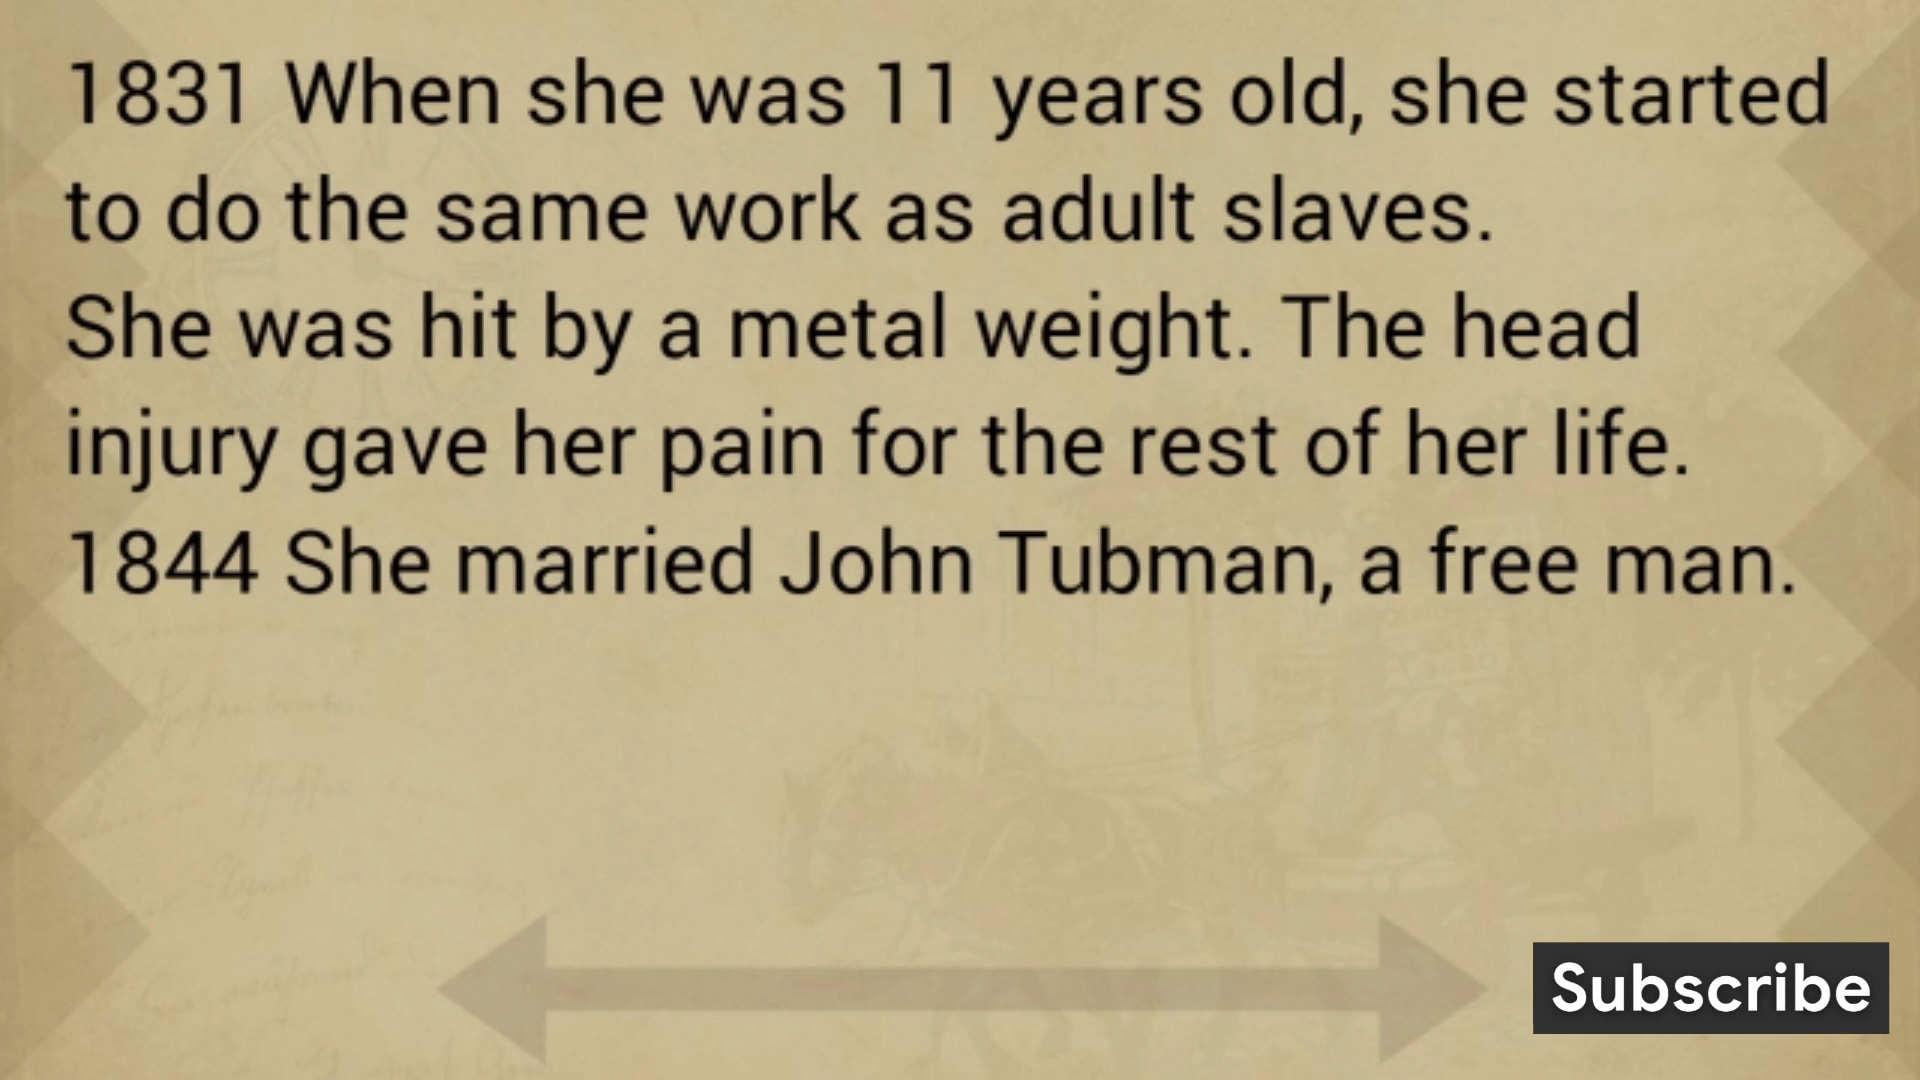 1831 When she was 11 years old, she started
to do the same work as adult slaves.
She was hit by a metal weight. The head
injury gave her pain for the rest of her life.
1844 She married John Tubman, a free man.
Subscribe